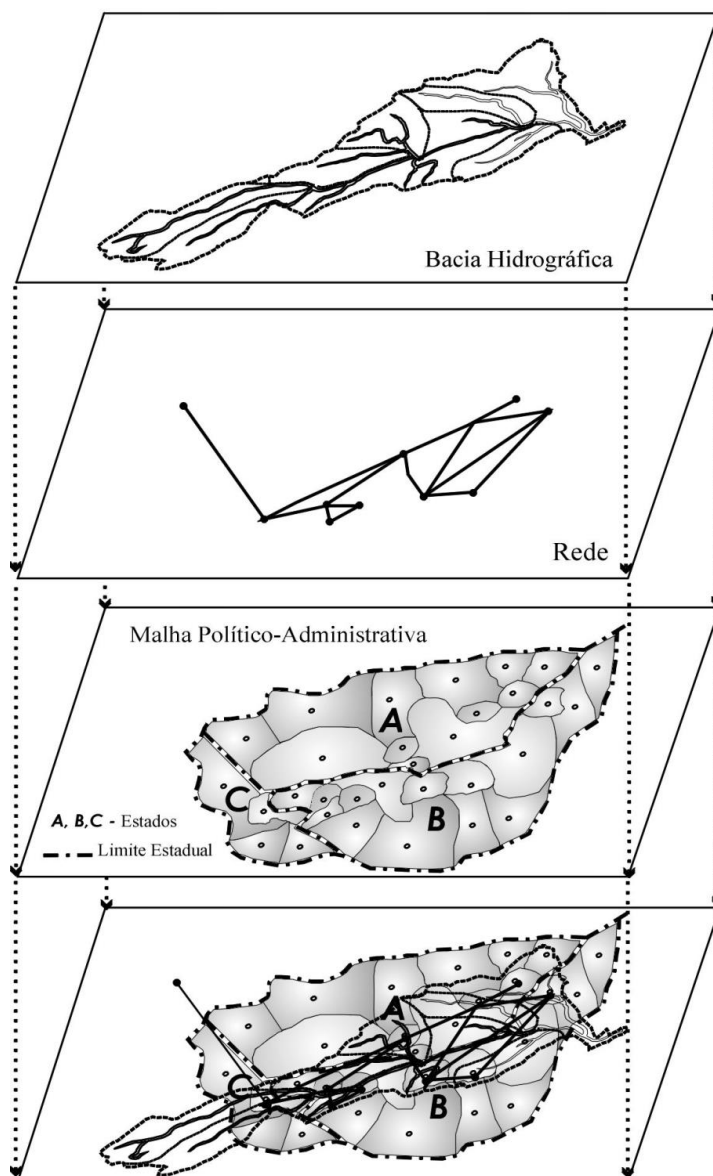 Bacia Hidrográfica
Rede
Malha Político-Administrativa
A
C
B
A, B,C - Estados
Limite Estadual
A
C
B